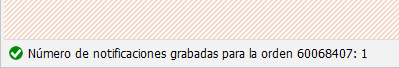 Número de notificaciones grabadas para la orden 60068407: 1